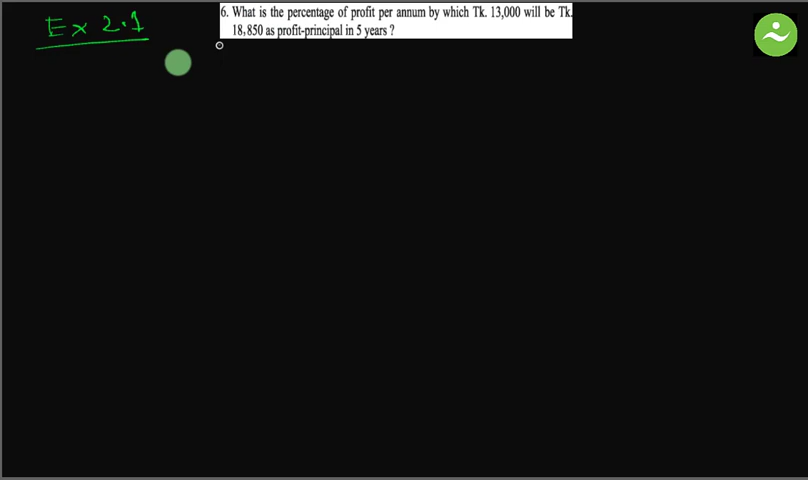 Ex 2.1
6. What is the percentage of profit per annum by which Tk. 13,000 will be Tk.
18,850 as profit-principal in 5 years ?